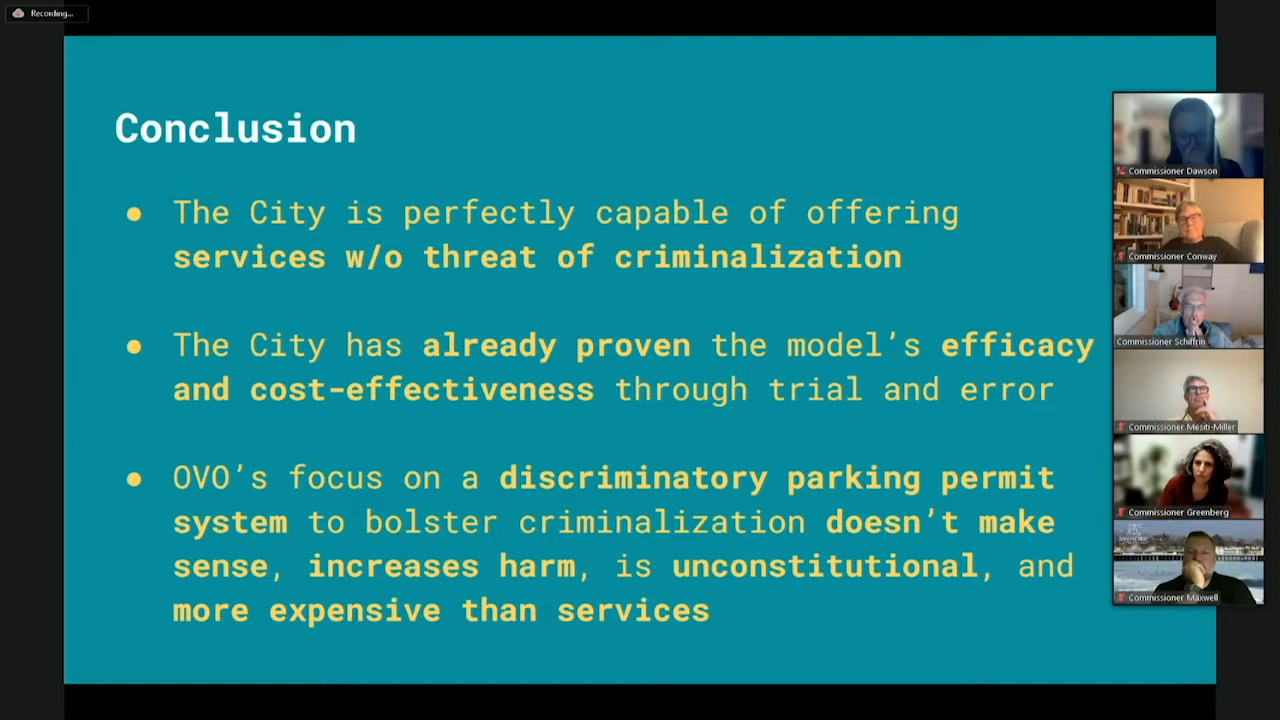 Recording...
Conclusion
● The City is perfectly capable of offering
services w/o threat of criminalization
● The City has already proven the model’s efficacy
and cost-effectiveness through trial and error
● OVO’s focus on a discriminatory parking permit
system to bolster criminalization doesn’t make
sense, increases harm, is unconstitutional, and
more expensive than services
Commissioner Dawson
Commissioner Conway
Commissioner Schiffrin
Commissioner Mesiti-Miller
Commissioner Greenberg
Commissioner Maxwell